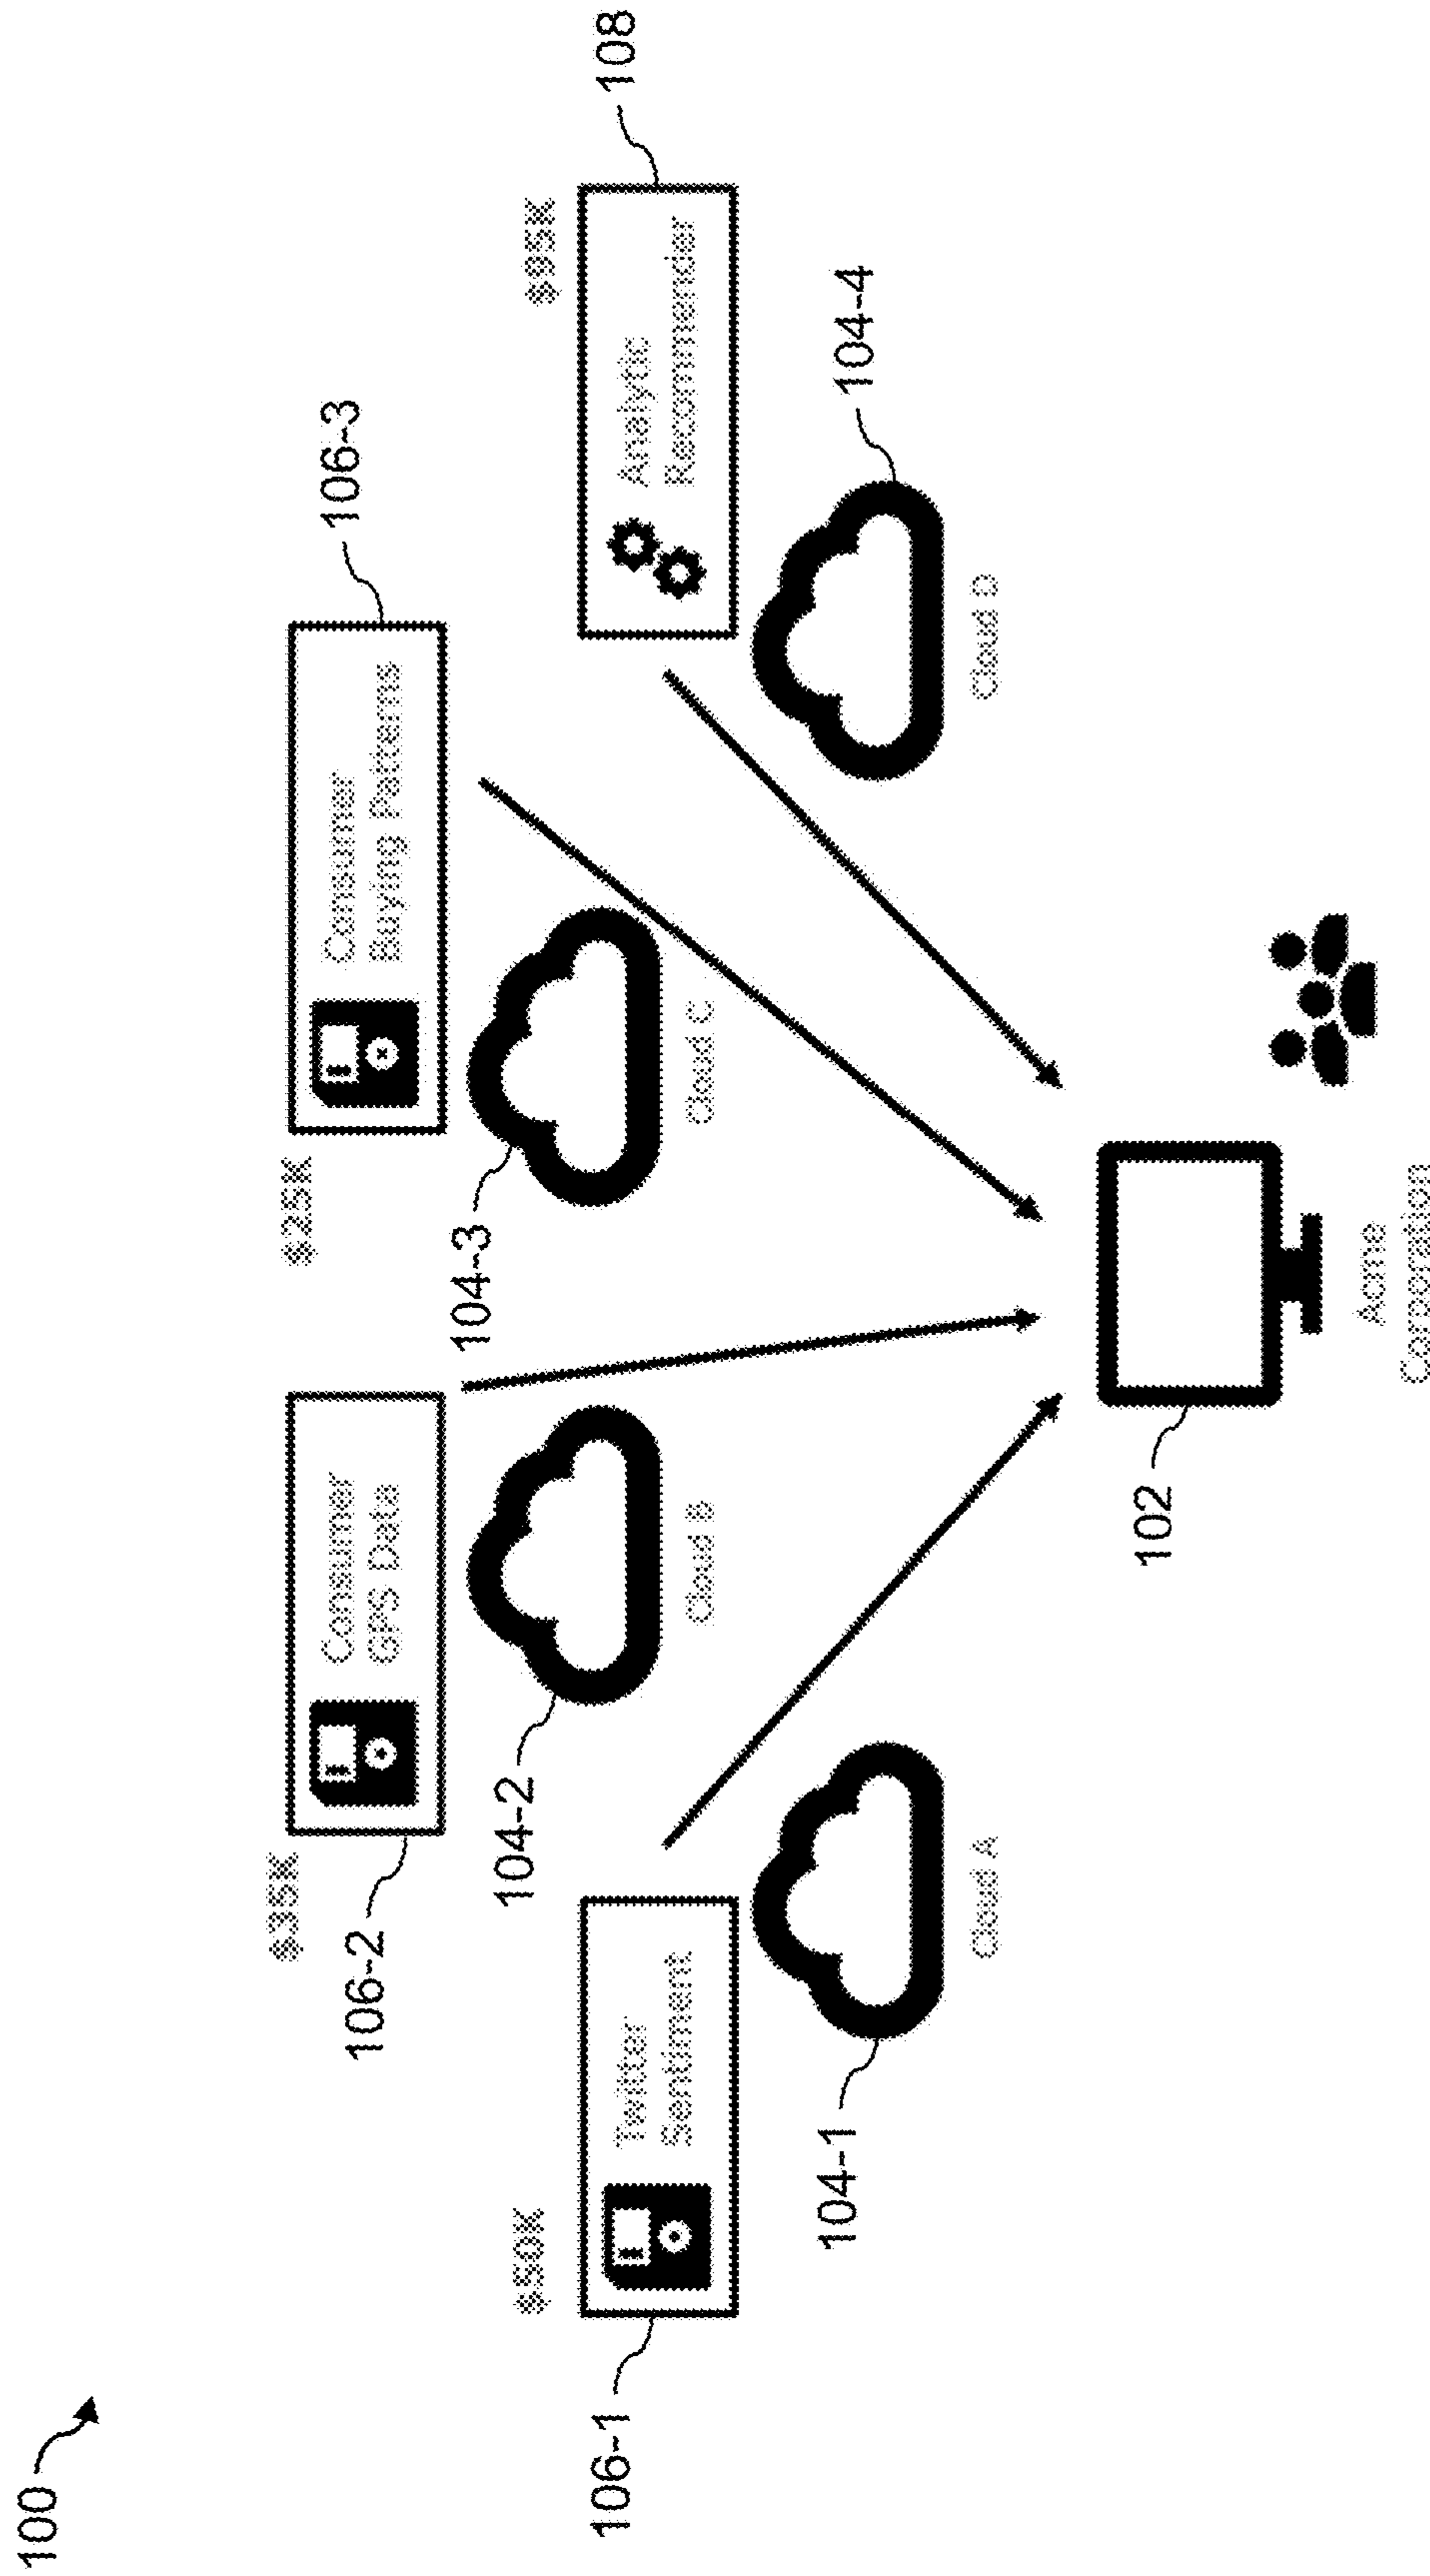 100
$35K
$25K
106-2
106-3
Consumer
GPS Data
Consumer
Buying Patterns
104-2
104-3
Cloud B
Cloud C
$50K
$95K
106-1
108
Twitter
Sentiment
Analytic
Recommender
104-1
104-4
Cloud A
Cloud D
102
Acme
Corporation